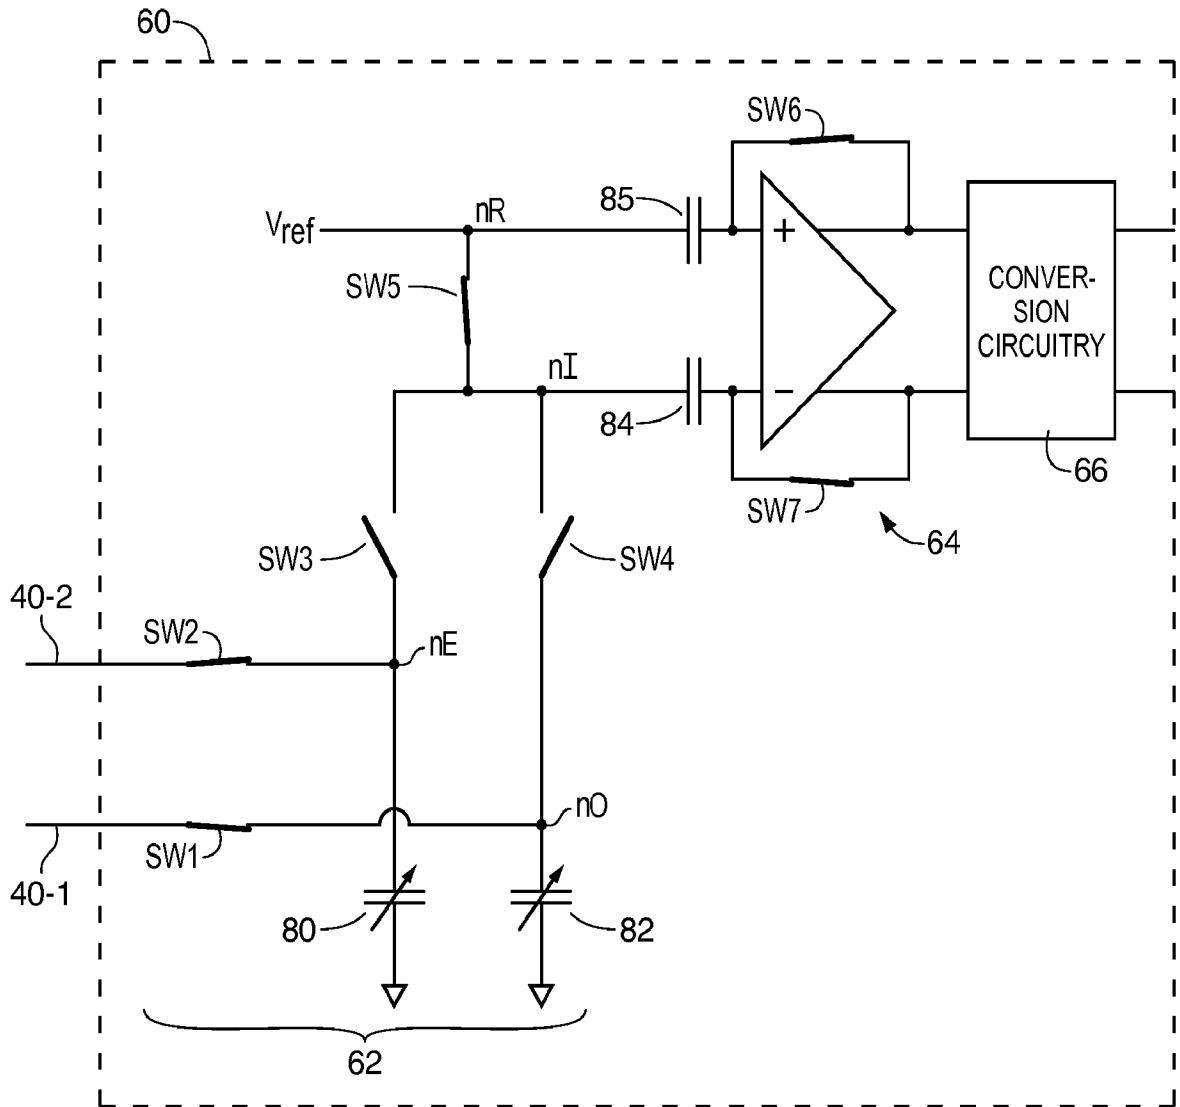 60
SW6
85
nR
Vref
+
SW5
CONVER-
SION
CIRCUITRY
nI
84
−
66
SW7
64
SW3
SW4
40-2
SW2
nE
nO
SW1
40-1
80
82
62